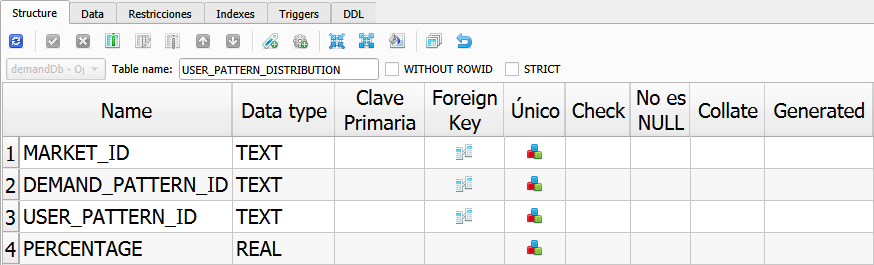 Structure Data Restricciones Indexes Triggers DDL
demandDb - Op Table name: USER_PATTERN_DISTRIBUTION WITHOUT ROWID STRICT
Name Data type Clave Primaria Foreign Key Único Check No es NULL Collate Generated
1 MARKET_ID TEXT
2 DEMAND_PATTERN_ID TEXT
3 USER_PATTERN_ID TEXT
4 PERCENTAGE REAL